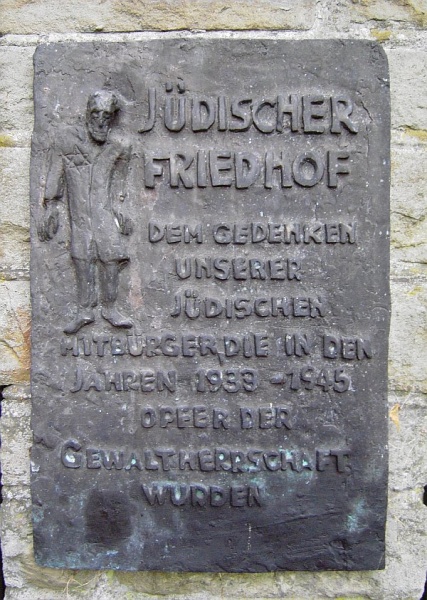 JÜDISCHER
FRIEDHOF
DEM GEDENKEN
UNSERER
JÜDISCHEN
MITBÜRGER, DIE IN DEN
JAHREN 1933 - 1945
OPFER DER
GEWALTHERRSCHAFT
WURDEN